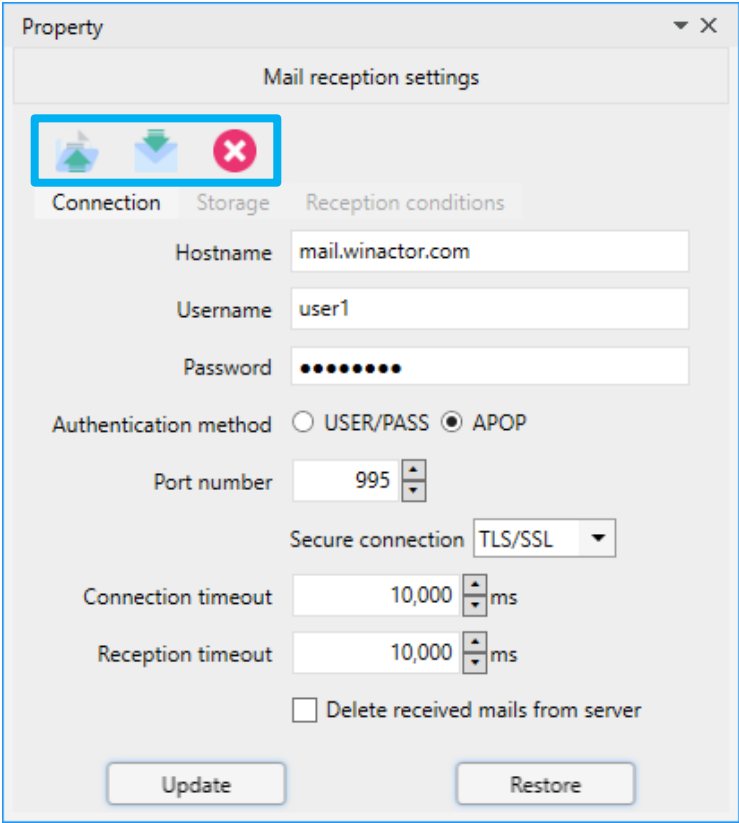 Property
Mail reception settings
Connection Storage Reception conditions
Hostname mail.winactor.com
Username user1
Password ●●●●●●●●
Authentication method USER/PASS APOP
Port number 995
Secure connection TLS/SSL
Connection timeout 10,000 ms
Reception timeout 10,000 ms
Delete received mails from server
Update Restore